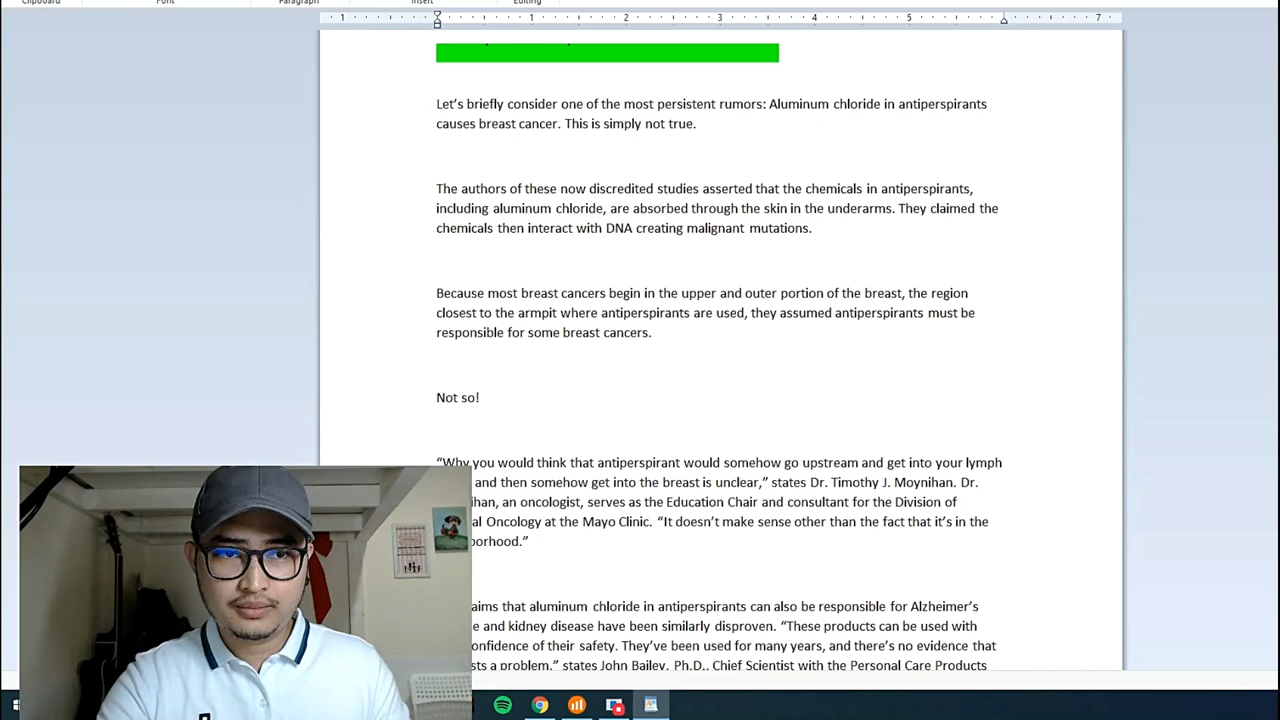 Clipboard Font Paragraph Insert Editing
1 1 2 3 4 5 7
Let’s briefly consider one of the most persistent rumors: Aluminum chloride in antiperspirants
causes breast cancer. This is simply not true.
The authors of these now discredited studies asserted that the chemicals in antiperspirants,
including aluminum chloride, are absorbed through the skin in the underarms. They claimed the
chemicals then interact with DNA creating malignant mutations.
Because most breast cancers begin in the upper and outer portion of the breast, the region
closest to the armpit where antiperspirants are used, they assumed antiperspirants must be
responsible for some breast cancers.
Not so!
“Why you would think that antiperspirant would somehow go upstream and get into your lymph
and then somehow get into the breast is unclear,” states Dr. Timothy J. Moynihan. Dr.
ihan, an oncologist, serves as the Education Chair and consultant for the Division of
al Oncology at the Mayo Clinic. “It doesn’t make sense other than the fact that it’s in the
orhood.”
aims that aluminum chloride in antiperspirants can also be responsible for Alzheimer’s
e and kidney disease have been similarly disproven. “These products can be used with
onfidence of their safety. They’ve been used for many years, and there’s no evidence that
sts a problem.” states John Bailey, Ph.D., Chief Scientist with the Personal Care Products